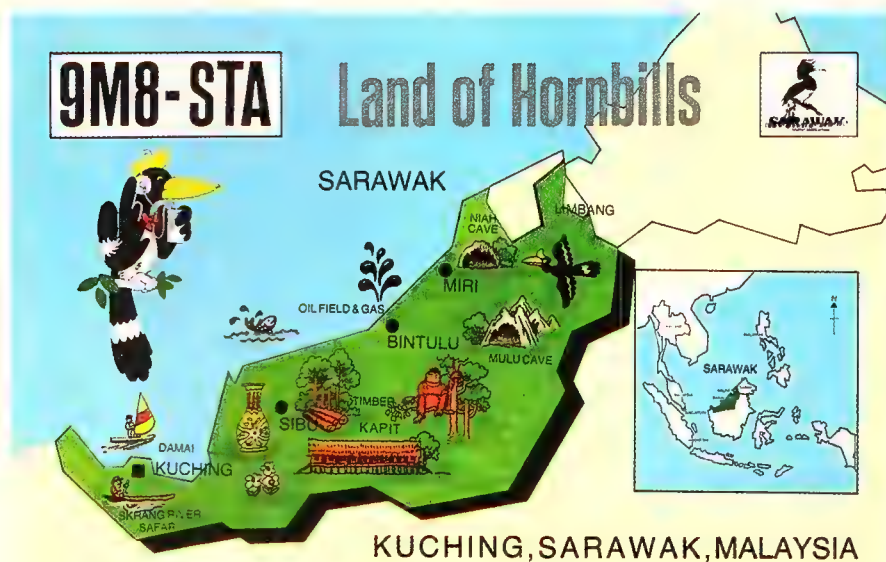 9M8-STA
Land of Hornbills
SARAWAK
SARAWAK
NIAH
CAVE
LIMBANG
MIRI
OIL FIELD & GAS
BINTULU
MULU CAVE
TIMBER
SIBU
KAPIT
DAMAI
KUCHING
SKRANG RIVER
SAFARI
N
SARAWAK
KUCHING, SARAWAK, MALAYSIA